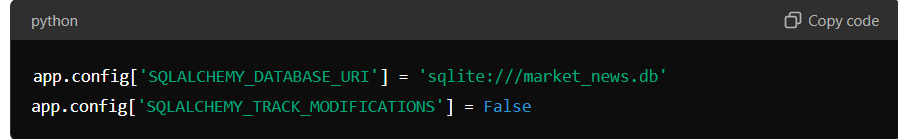 python
Copy code
app.config['SQLALCHEMY_DATABASE_URI'] = 'sqlite:///market_news.db'
app.config['SQLALCHEMY_TRACK_MODIFICATIONS'] = False